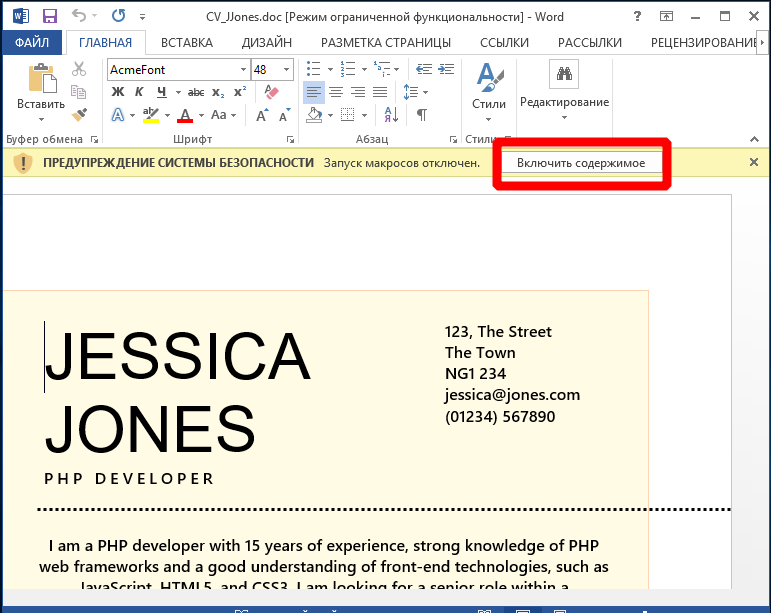 CV_JJones.doc [Режим ограниченной функциональности] - Word
ФАЙЛ ГЛАВНАЯ ВСТАВКА ДИЗАЙН РАЗМЕТКА СТРАНИЦЫ ССЫЛКИ РАССЫЛКИ РЕЦЕНЗИРОВАНИЕ
AcmeFont 48
Вставить
Ж К Ч abc x₂ x²
Aa
Стили
Редактирование
Буфер обмена Шрифт Абзац Стили
ПРЕДУПРЕЖДЕНИЕ СИСТЕМЫ БЕЗОПАСНОСТИ Запуск макросов отключен. Включить содержимое
JESSICA
JONES
PHP DEVELOPER
123, The Street
The Town
NG1 234
jessica@jones.com
(01234) 567890
I am a PHP developer with 15 years of experience, strong knowledge of PHP
web frameworks and a good understanding of front-end technologies, such as
JavaScript, HTML5, and CSS3. I am looking for a senior role within a